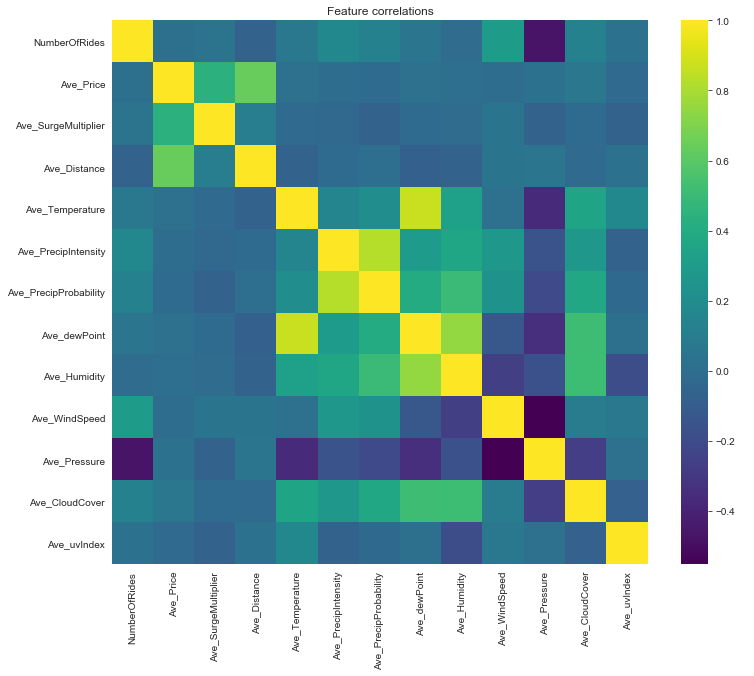 Feature correlations
NumberOfRides
Ave_Price
Ave_SurgeMultiplier
Ave_Distance
Ave_Temperature
Ave_PrecipIntensity
Ave_PrecipProbability
Ave_dewPoint
Ave_Humidity
Ave_WindSpeed
Ave_Pressure
Ave_CloudCover
Ave_uvIndex
NumberOfRides
Ave_Price
Ave_SurgeMultiplier
Ave_Distance
Ave_Temperature
Ave_PrecipIntensity
Ave_PrecipProbability
Ave_dewPoint
Ave_Humidity
Ave_WindSpeed
Ave_Pressure
Ave_CloudCover
Ave_uvIndex
1.0
0.8
0.6
0.4
0.2
0.0
−0.2
−0.4